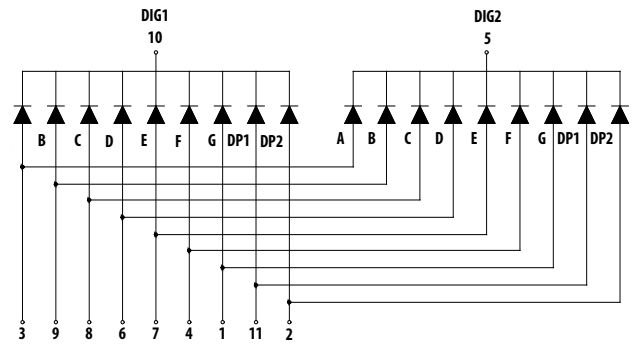 DIG1 DIG2
10 5
B C D E F G DP1 DP2 A B C D E F G DP1 DP2
3 9 8 6 7 4 1 11 2